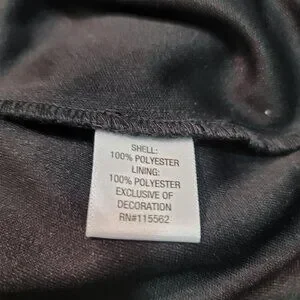 SHELL:
100% POLYESTER
LINING:
100% POLYESTER
EXCLUSIVE OF
DECORATION
RN#115562